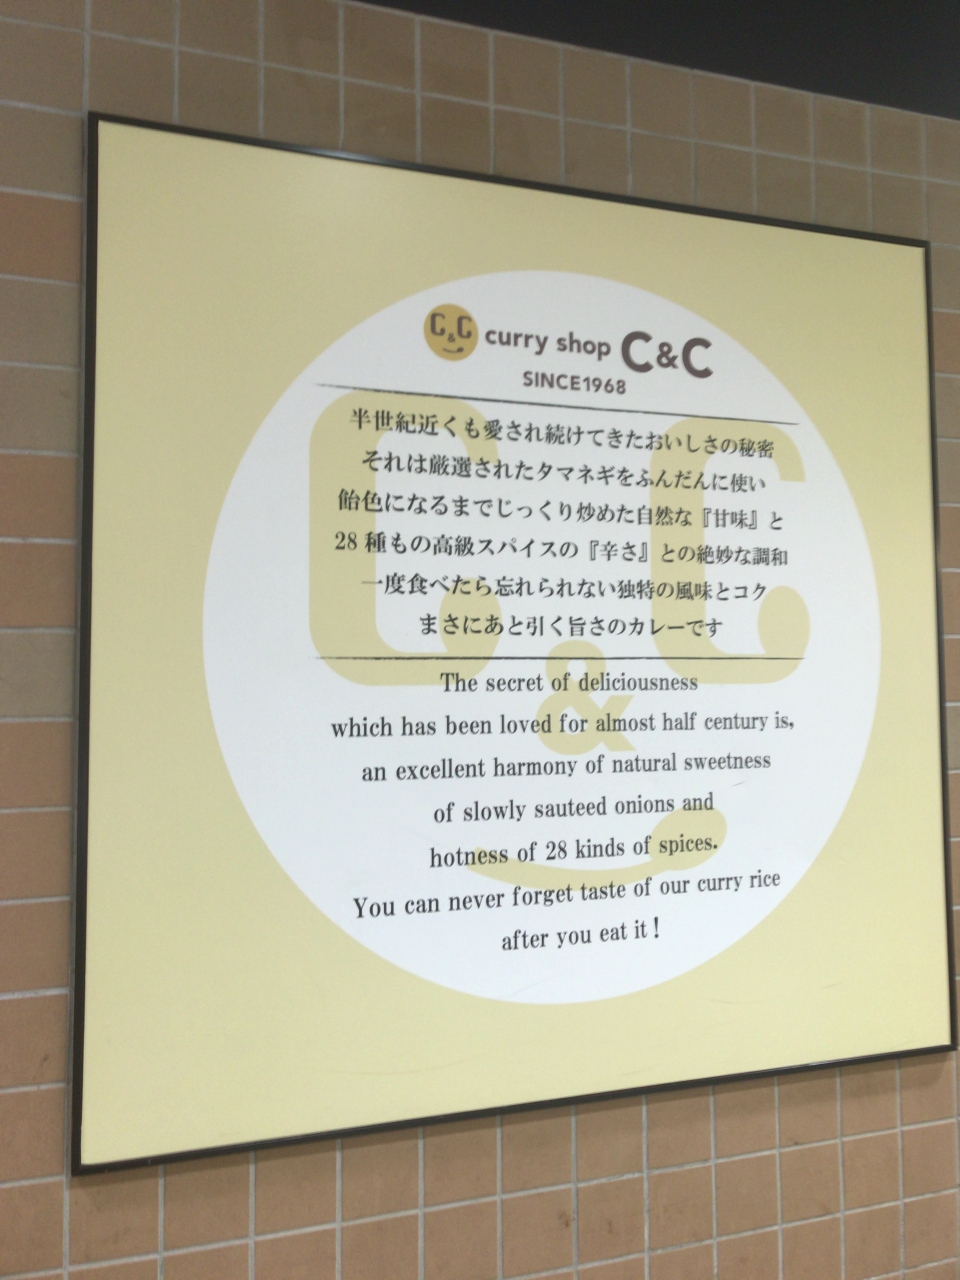 C&C curry shop C&C
SINCE1968
半世紀近くも愛され続けてきたおいしさの秘密
それは厳選されたタマネギをふんだんに使い
飴色になるまでじっくり炒めた自然な『甘味』と
28種もの高級スパイスの『辛さ』との絶妙な調和
一度食べたら忘れられない独特の風味とコク
まさにあと引く旨さのカレーです
The secret of deliciousness
which has been loved for almost half century is,
an excellent harmony of natural sweetness
of slowly sauteed onions and
hotness of 28 kinds of spices.
You can never forget taste of our curry rice
after you eat it!
C&C